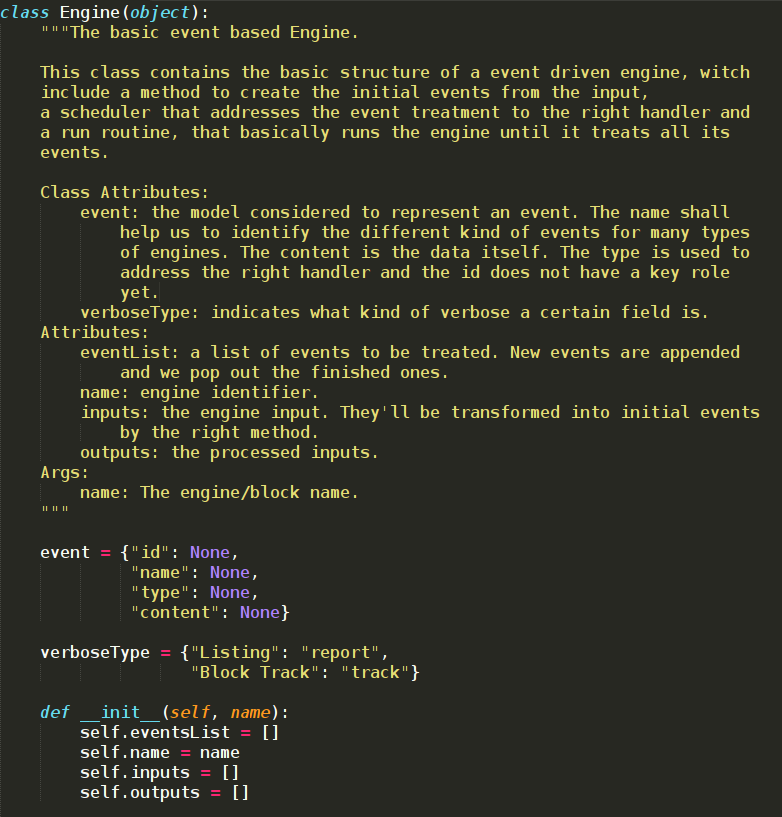 class Engine(object):
    """The basic event based Engine.

    This class contains the basic structure of a event driven engine, witch
    include a method to create the initial events from the input,
    a scheduler that addresses the event treatment to the right handler and
    a run routine, that basically runs the engine until it treats all its
    events.

    Class Attributes:
        event: the model considered to represent an event. The name shall
            help us to identify the different kind of events for many types
            of engines. The content is the data itself. The type is used to
            address the right handler and the id does not have a key role
            yet.
        verboseType: indicates what kind of verbose a certain field is.
    Attributes:
        eventList: a list of events to be treated. New events are appended
            and we pop out the finished ones.
        name: engine identifier.
        inputs: the engine input. They'll be transformed into initial events
            by the right method.
        outputs: the processed inputs.
    Args:
        name: The engine/block name.
    """

    event = {"id": None,
             "name": None,
             "type": None,
             "content": None}

    verboseType = {"Listing": "report",
                   "Block Track": "track"}

    def __init__(self, name):
        self.eventsList = []
        self.name = name
        self.inputs = []
        self.outputs = []